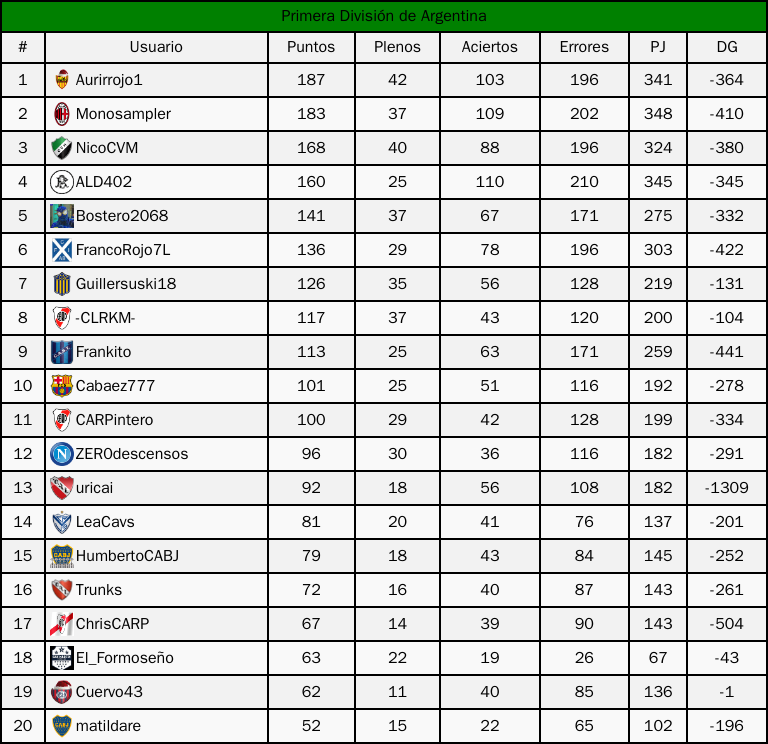 Primera División de Argentina
# Usuario Puntos Plenos Aciertos Errores PJ DG
1 Aurirrojo1 187 42 103 196 341 -364
2 Monosampler 183 37 109 202 348 -410
3 NicoCVM 168 40 88 196 324 -380
4 ALD402 160 25 110 210 345 -345
5 Bostero2068 141 37 67 171 275 -332
6 FrancoRojo7L 136 29 78 196 303 -422
7 Guillersuski18 126 35 56 128 219 -131
8 -CLRKM- 117 37 43 120 200 -104
9 Frankito 113 25 63 171 259 -441
10 Cabaez777 101 25 51 116 192 -278
11 CARPintero 100 29 42 128 199 -334
12 ZER0descensos 96 30 36 116 182 -291
13 uricai 92 18 56 108 182 -1309
14 LeaCavs 81 20 41 76 137 -201
15 HumbertoCABJ 79 18 43 84 145 -252
16 Trunks 72 16 40 87 143 -261
17 ChrisCARP 67 14 39 90 143 -504
18 El_Formoseño 63 22 19 26 67 -43
19 Cuervo43 62 11 40 85 136 -1
20 matildare 52 15 22 65 102 -196